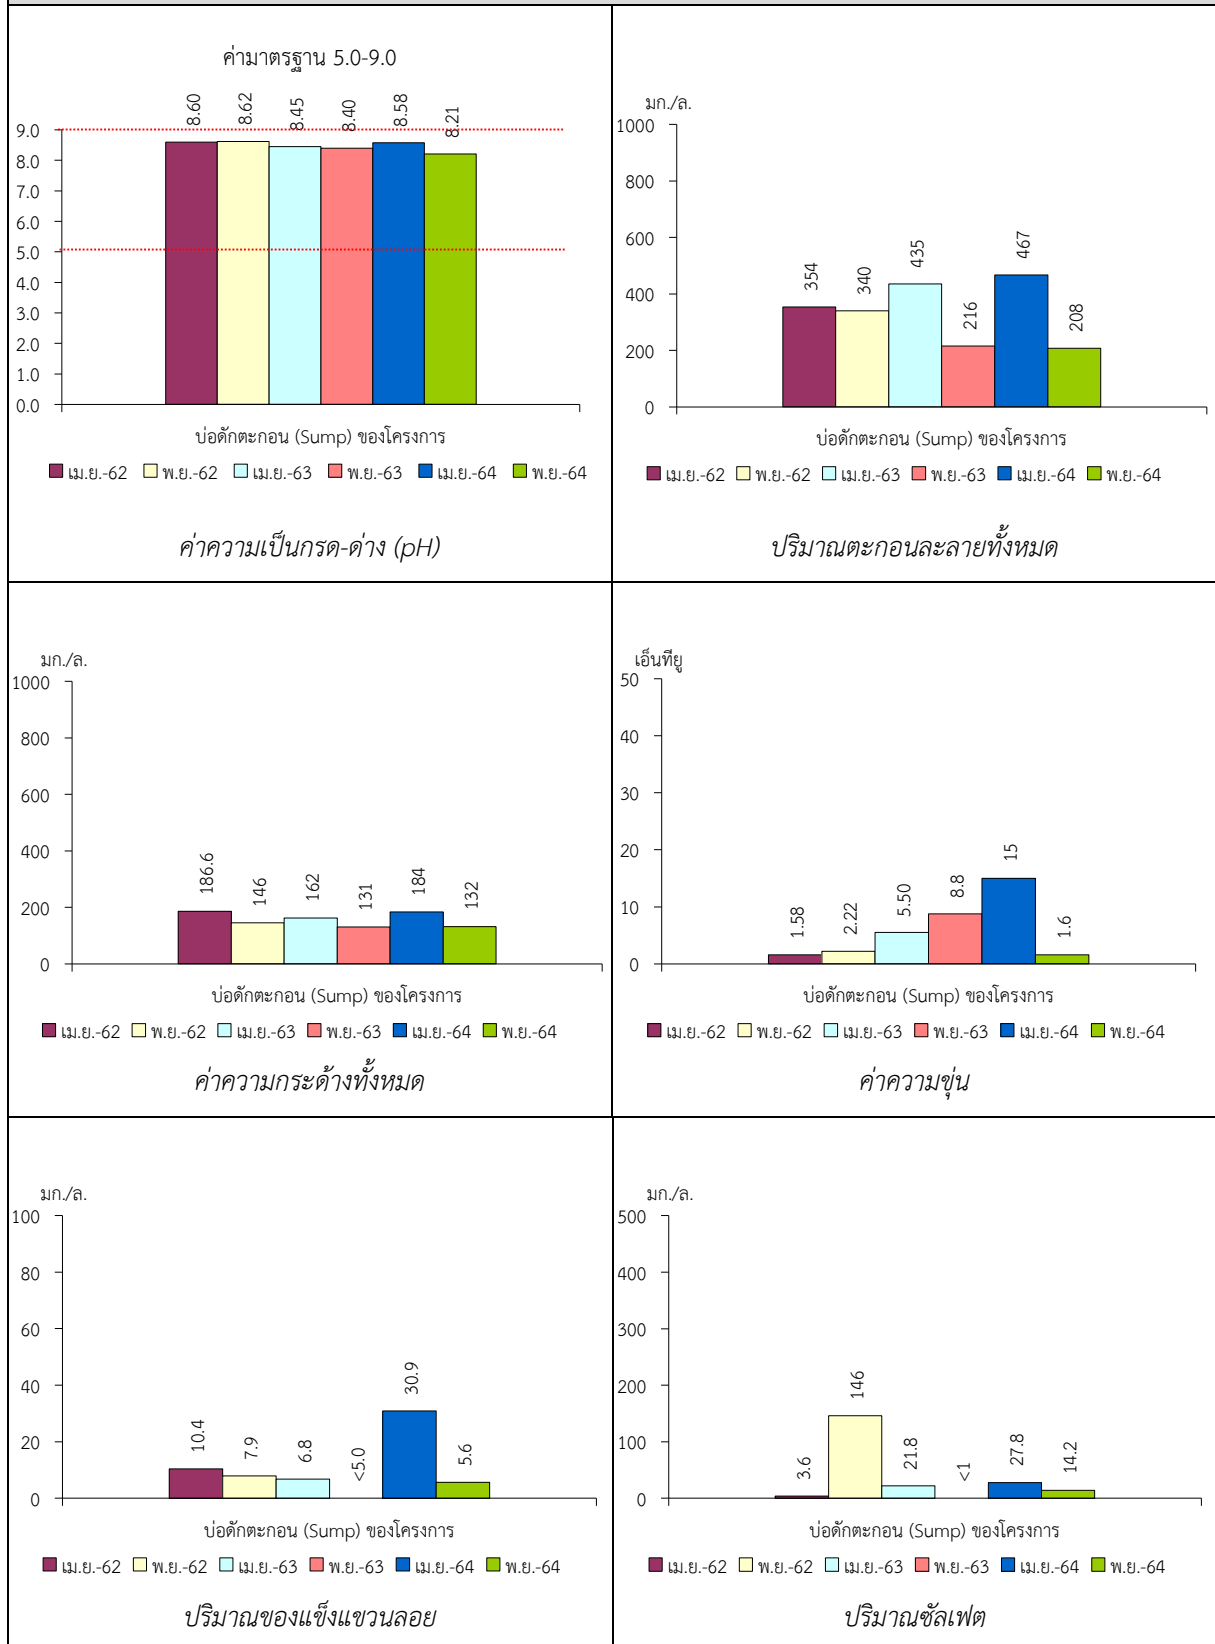 ค่ามาตรฐาน 5.0-9.0
8.60 8.62 8.45 8.40 8.58 8.21
9.0
8.0
7.0
6.0
5.0
4.0
3.0
2.0
1.0
0.0
บ่อดักตะกอน (Sump) ของโครงการ
เม.ย.-62 พ.ย.-62 เม.ย.-63 พ.ย.-63 เม.ย.-64 พ.ย.-64
ค่าความเป็นกรด-ด่าง (pH)
มก./ล.
1000
800
600
400
200
0
354 340 435 216 467 208
บ่อดักตะกอน (Sump) ของโครงการ
เม.ย.-62 พ.ย.-62 เม.ย.-63 พ.ย.-63 เม.ย.-64 พ.ย.-64
ปริมาณตะกอนละลายทั้งหมด
มก./ล.
1000
800
600
400
200
0
186.6 146 162 131 184 132
บ่อดักตะกอน (Sump) ของโครงการ
เม.ย.-62 พ.ย.-62 เม.ย.-63 พ.ย.-63 เม.ย.-64 พ.ย.-64
ค่าความกระด้างทั้งหมด
เอ็นทียู
50
40
30
20
10
0
1.58 2.22 5.50 8.8 15 1.6
บ่อดักตะกอน (Sump) ของโครงการ
เม.ย.-62 พ.ย.-62 เม.ย.-63 พ.ย.-63 เม.ย.-64 พ.ย.-64
ค่าความขุ่น
มก./ล.
100
80
60
40
20
0
10.4 7.9 6.8 <5.0 30.9 5.6
บ่อดักตะกอน (Sump) ของโครงการ
เม.ย.-62 พ.ย.-62 เม.ย.-63 พ.ย.-63 เม.ย.-64 พ.ย.-64
ปริมาณของแข็งแขวนลอย
มก./ล.
500
400
300
200
100
0
3.6 146 21.8 <1 27.8 14.2
บ่อดักตะกอน (Sump) ของโครงการ
เม.ย.-62 พ.ย.-62 เม.ย.-63 พ.ย.-63 เม.ย.-64 พ.ย.-64
ปริมาณซัลเฟต